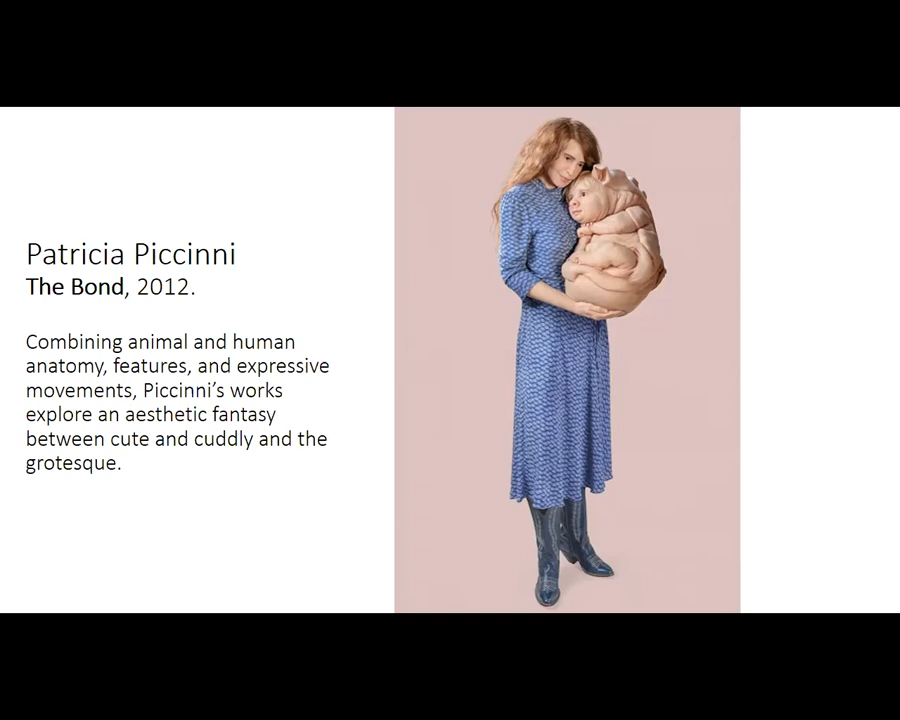 Patricia Piccinni
The Bond, 2012.
Combining animal and human
anatomy, features, and expressive
movements, Piccinni’s works
explore an aesthetic fantasy
between cute and cuddly and the
grotesque.